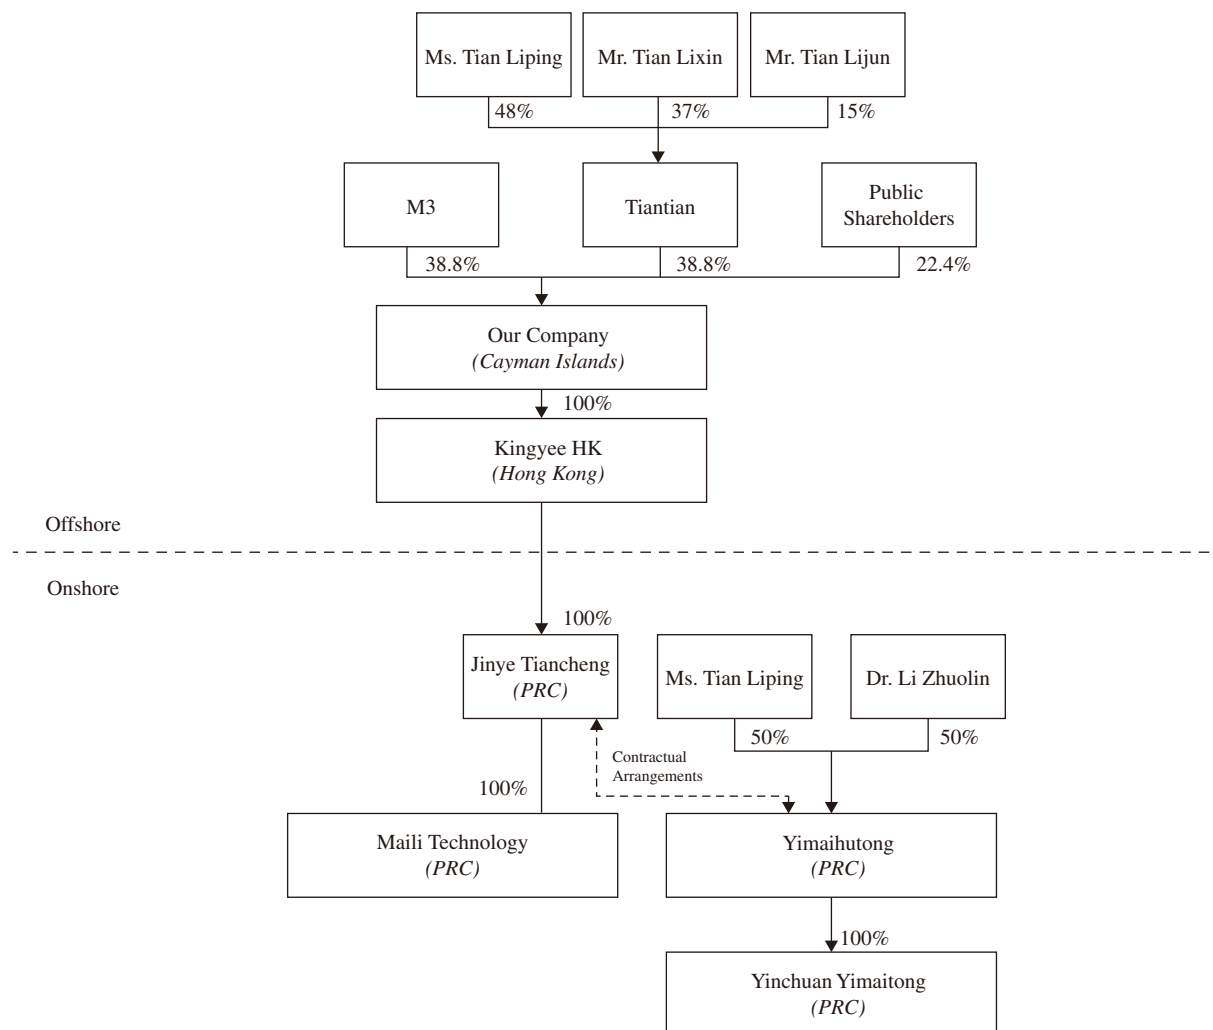 Ms. Tian Liping
Mr. Tian Lixin
Mr. Tian Lijun
48%
37%
15%
M3
Tiantian
Public
Shareholders
38.8%
38.8%
22.4%
Our Company
(Cayman Islands)
100%
Kingyee HK
(Hong Kong)
Offshore
Onshore
100%
Jinye Tiancheng
(PRC)
Ms. Tian Liping
Dr. Li Zhuolin
50%
50%
Contractual
Arrangements
100%
Maili Technology
(PRC)
Yimaihutong
(PRC)
100%
Yinchuan Yimaitong
(PRC)